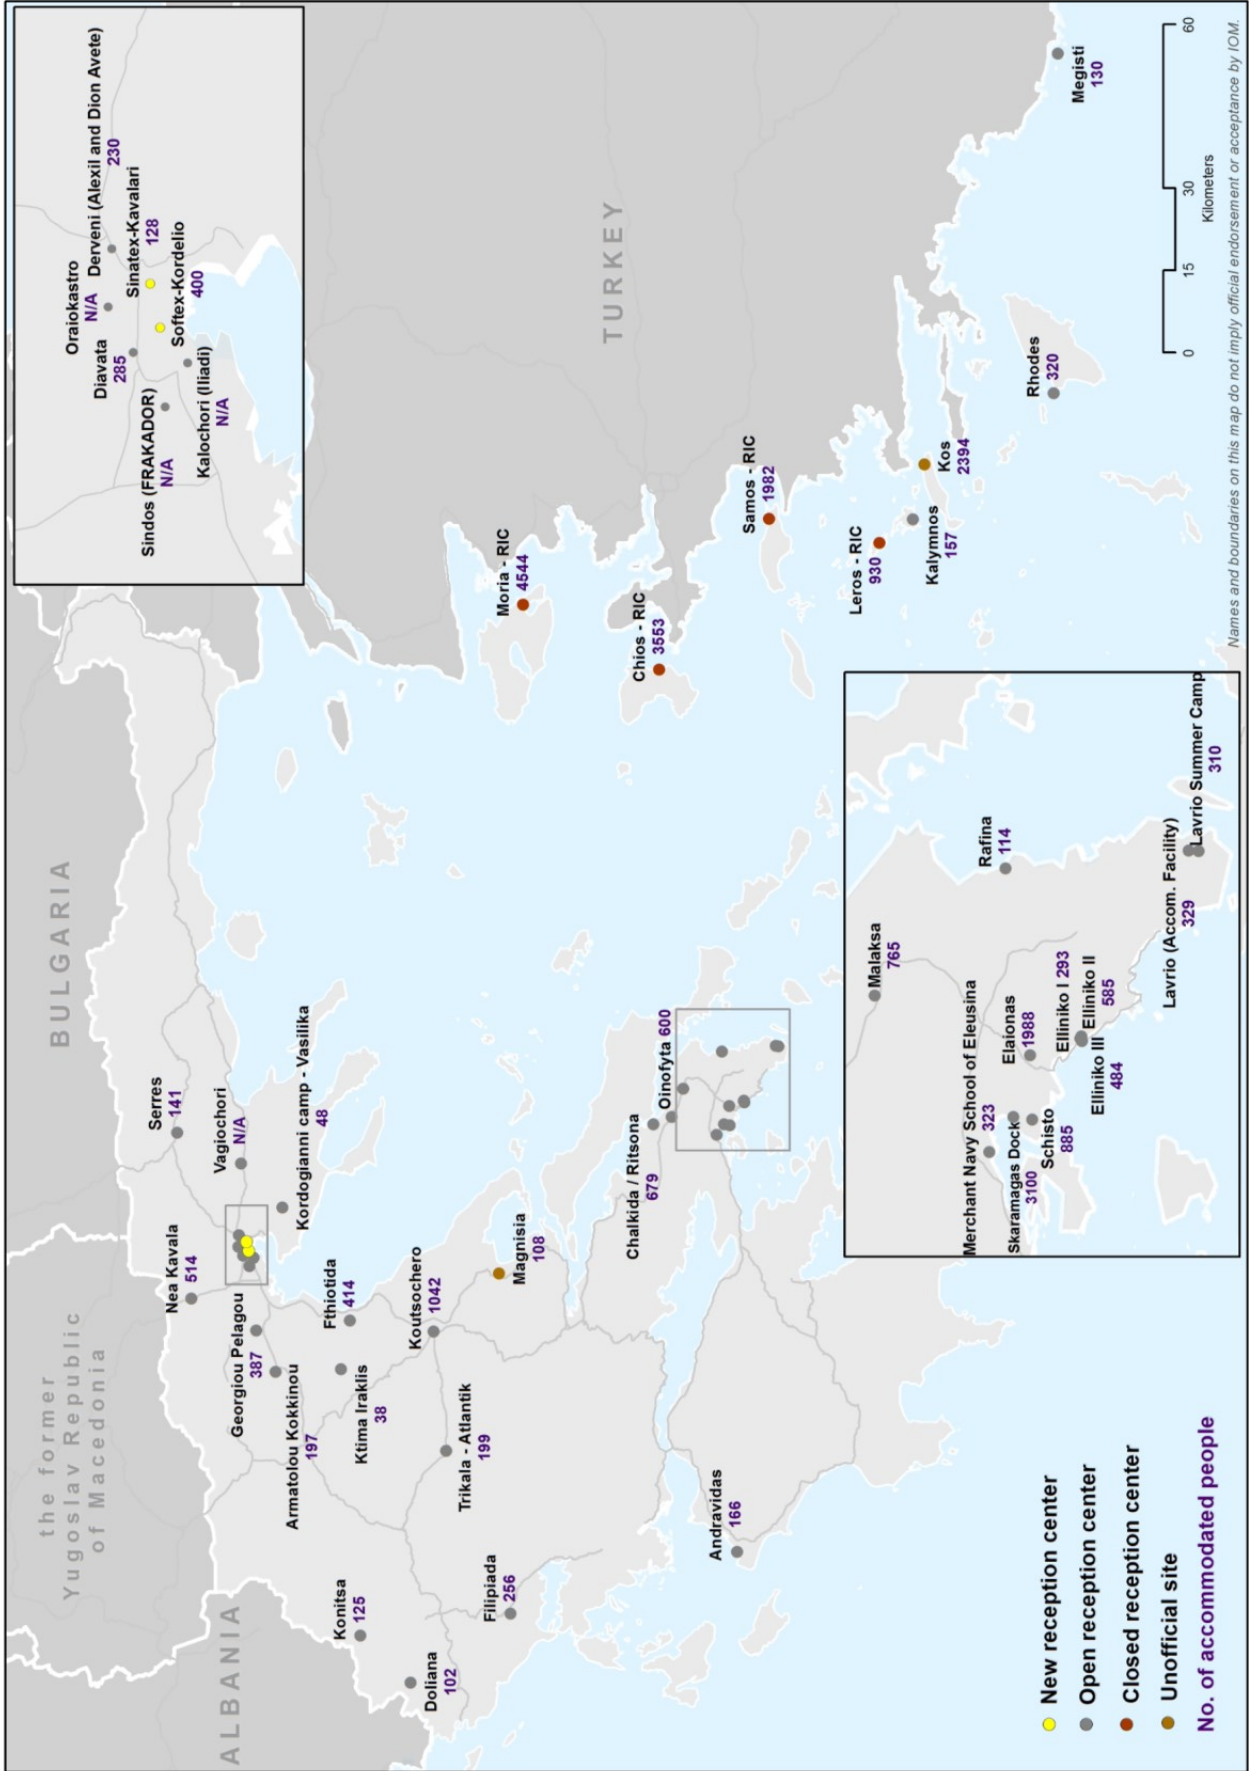 BULGARIA
the former
Yugoslav Republic
of Macedonia
ALBANIA
TURKEY
Oraiokastro
N/A
Derveni (Alexil and Dion Avete)
230
Diavata
285
Sinatex-Kavalari
128
Sindos (FRAKADOR)
N/A
Softex-Kordelio
400
Kalochori (Iliadi)
N/A
Serres
141
Nea Kavala
514
Vagiochori
N/A
Georgiou Pelagou
387
Kordogianni camp - Vasilika
48
Armatolou Kokkinou
197
Fthiotida
414
Konitsa
125
Ktima Iraklis
38
Koutsochero
1042
Doliana
102
Trikala - Atlantik
199
Filipiada
256
Magnisia
108
Moria - RIC
4544
Chios - RIC
3553
Chalkida / Ritsona
679
Oinofyta 600
Andravidas
166
Samos - RIC
1982
Leros - RIC
930
Kalymnos
157
Kos
2394
Rhodes
320
Megisti
130
Malaksa
765
Merchant Navy School of Eleusina
323
Rafina
114
Elaionas
1988
Skaramagas Dock
3100
Schisto
885
Elliniko I 293
Elliniko II
585
Elliniko III
484
Lavrio (Accom. Facility)
329
Lavrio Summer Camp
310
New reception center
Open reception center
Closed reception center
Unofficial site
No. of accommodated people
0 15 30 60
Kilometers
Names and boundaries on this map do not imply official endorsement or acceptance by IOM.